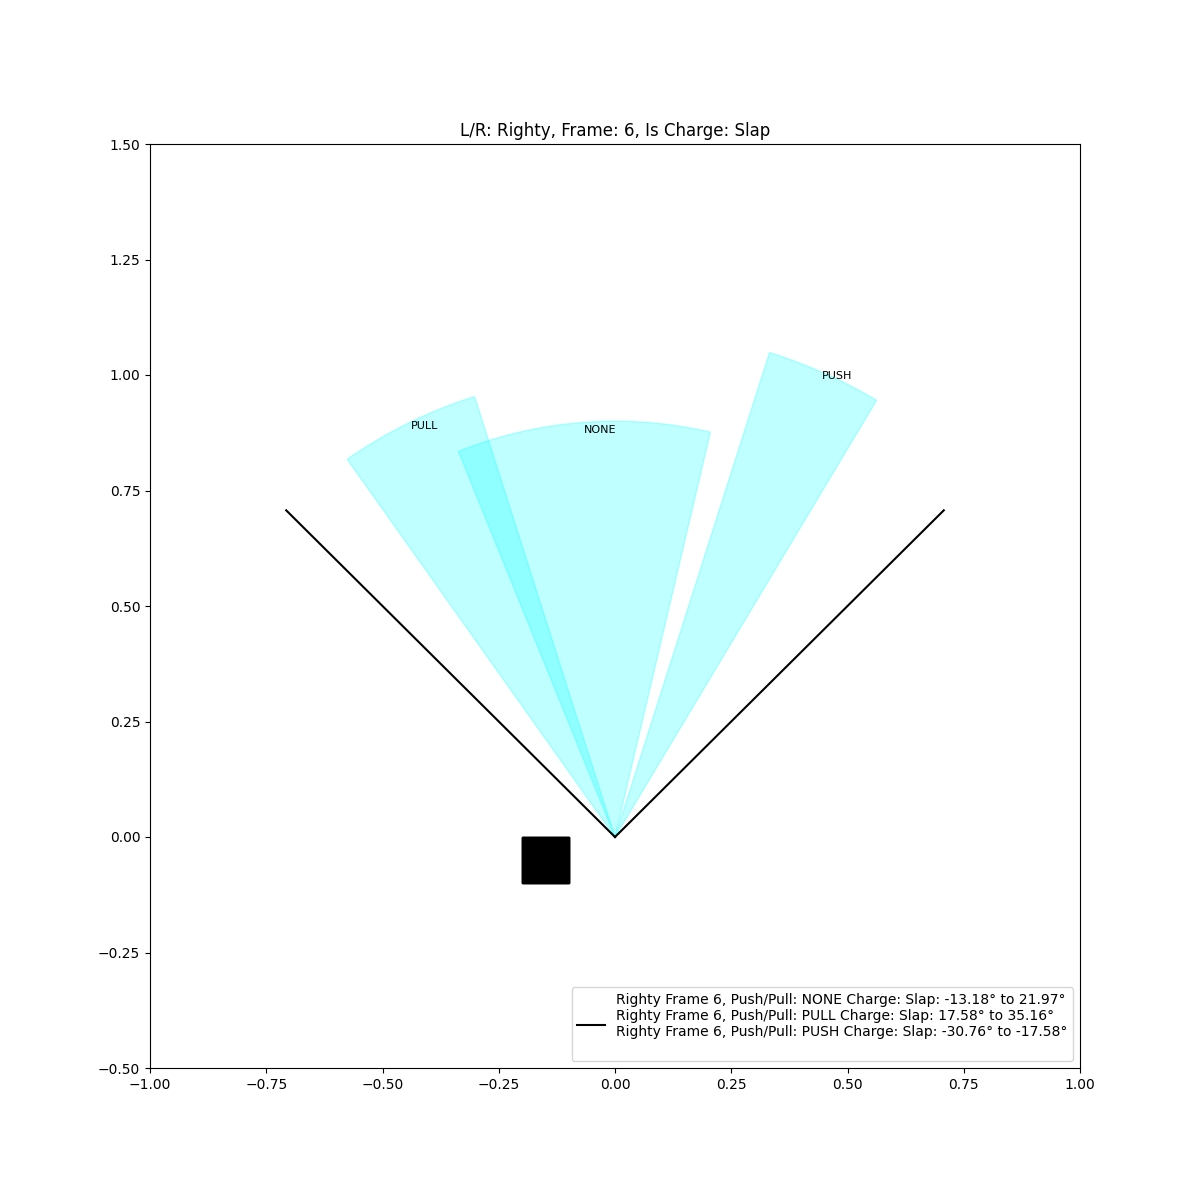 L/R: Righty, Frame: 6, Is Charge: Slap
1.50
1.25
1.00
0.75
0.50
0.25
0.00
−0.25
−0.50
PULL
NONE
PUSH
Righty Frame 6, Push/Pull: NONE Charge: Slap: -13.18° to 21.97°
Righty Frame 6, Push/Pull: PULL Charge: Slap: 17.58° to 35.16°
Righty Frame 6, Push/Pull: PUSH Charge: Slap: -30.76° to -17.58°
−1.00 −0.75 −0.50 −0.25 0.00 0.25 0.50 0.75 1.00